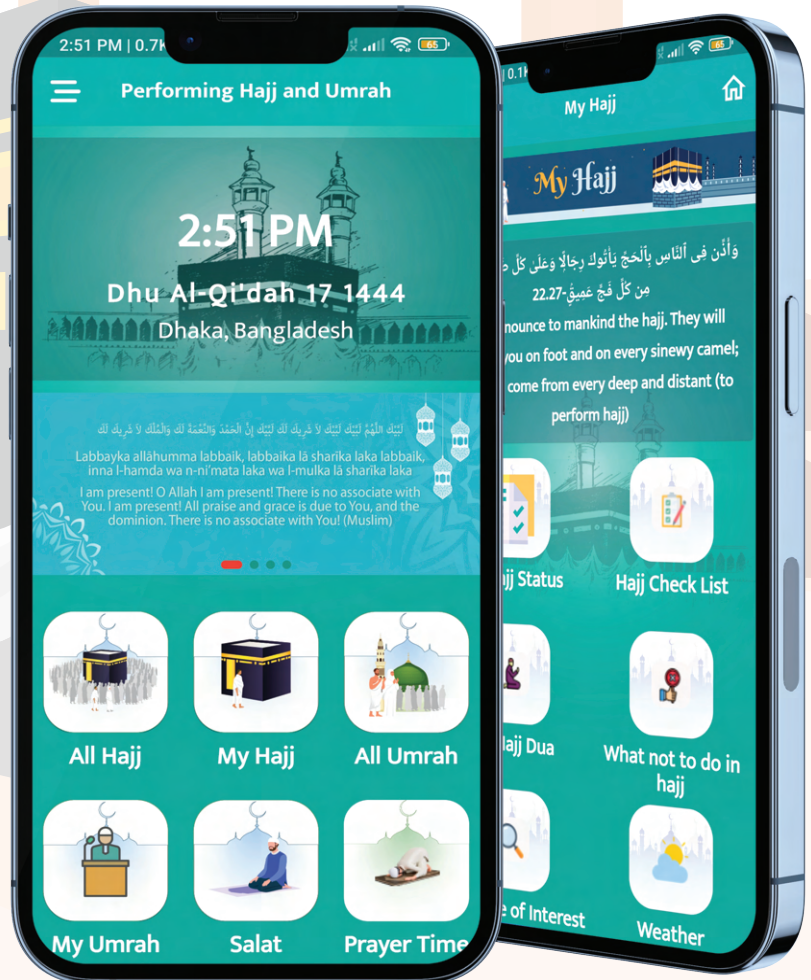 2:51 PM | 0.7K
65
Performing Hajj and Umrah
2:51 PM
Dhu Al-Qi'dah 17 1444
Dhaka, Bangladesh
لَبَّيْكَ اللَّهُمَّ لَبَّيْكَ لَبَّيْكَ لاَ شَرِيكَ لَكَ لَبَّيْكَ إِنَّ الْحَمْدَ وَالنِّعْمَةَ لَكَ وَالْمُلْكَ لاَ شَرِيكَ لَكَ
Labbayka allāhumma labbaik, labbaika lā sharika laka labbaik,
inna l-hamda wa n-ni'mata laka wa l-mulka lā sharika laka
I am present! O Allah I am present! There is no associate with
You. I am present! All praise and grace is due to You, and the
dominion. There is no associate with You! (Muslim)
All Hajj
My Hajj
All Umrah
My Umrah
Salat
Prayer Time
0.1K
65
My Hajj
My Hajj
وَأَذِّن فِى ٱلنَّاسِ بِٱلْحَجِّ يَأْتُوكَ رِجَالًا وَعَلَىٰ كُلِّ
مِن كُلِّ فَجٍّ عَمِيقٍ-22.27
nounce to mankind the hajj. They will
you on foot and on every sinewy camel;
come from every deep and distant (to
perform hajj)
jj Status
Hajj Check List
ajj Dua
What not to do in
hajj
e of Interest
Weather